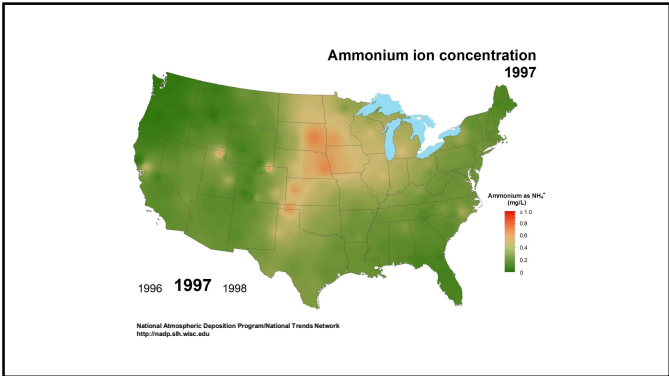 Ammonium ion concentration
1997
Ammonium as NH₄⁺
(mg/L)
≥ 1.0
0.8
0.6
0.4
0.2
0
1996 1997 1998
National Atmospheric Deposition Program/National Trends Network
http://nadp.slh.wisc.edu